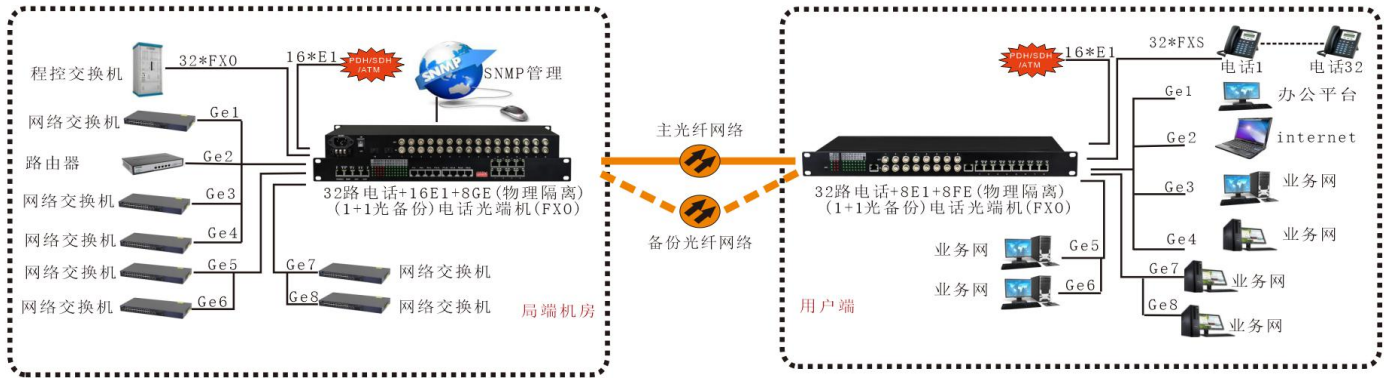 程控交换机
32*FXO
16*E1
PDH/SDH
/ATM
SNMP
SNMP管理
网络交换机
Ge1
路由器
Ge2
网络交换机
Ge3
网络交换机
Ge4
网络交换机
Ge5
网络交换机
Ge6
32路电话+16E1+8GE(物理隔离)
(1+1光备份)电话光端机(FXO)
Ge7
网络交换机
Ge8
网络交换机
局端机房
主光纤网络
备份光纤网络
PDH/SDH
/ATM
16*E1
32*FXS
电话1
电话32
Ge1
办公平台
Ge2
internet
Ge3
业务网
Ge4
业务网
32路电话+8E1+8FE(物理隔离)
(1+1光备份)电话光端机(FXO)
业务网
Ge5
业务网
Ge6
Ge7
业务网
Ge8
业务网
用户端